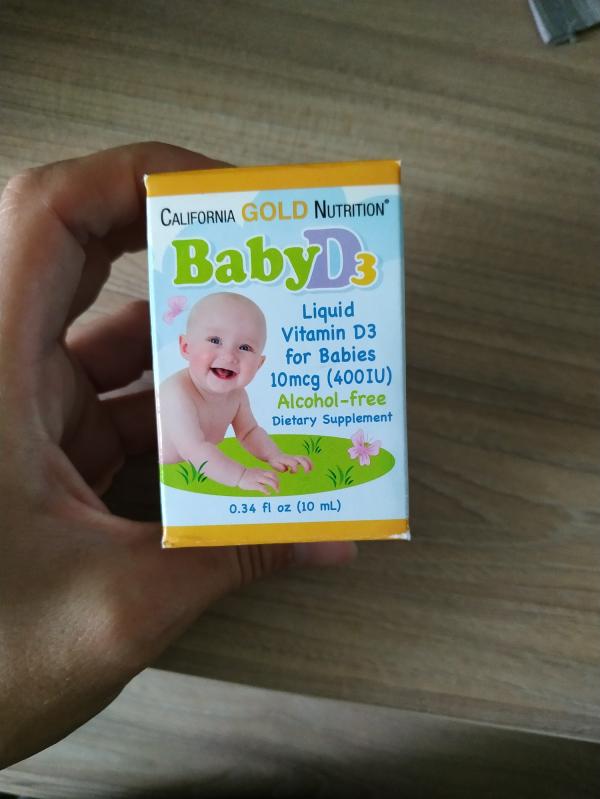 CALIFORNIA GOLD NUTRITION®
BabyD3
Liquid
Vitamin D3
for Babies
10mcg (400IU)
Alcohol-free
Dietary Supplement
0.34 fl oz (10 mL)